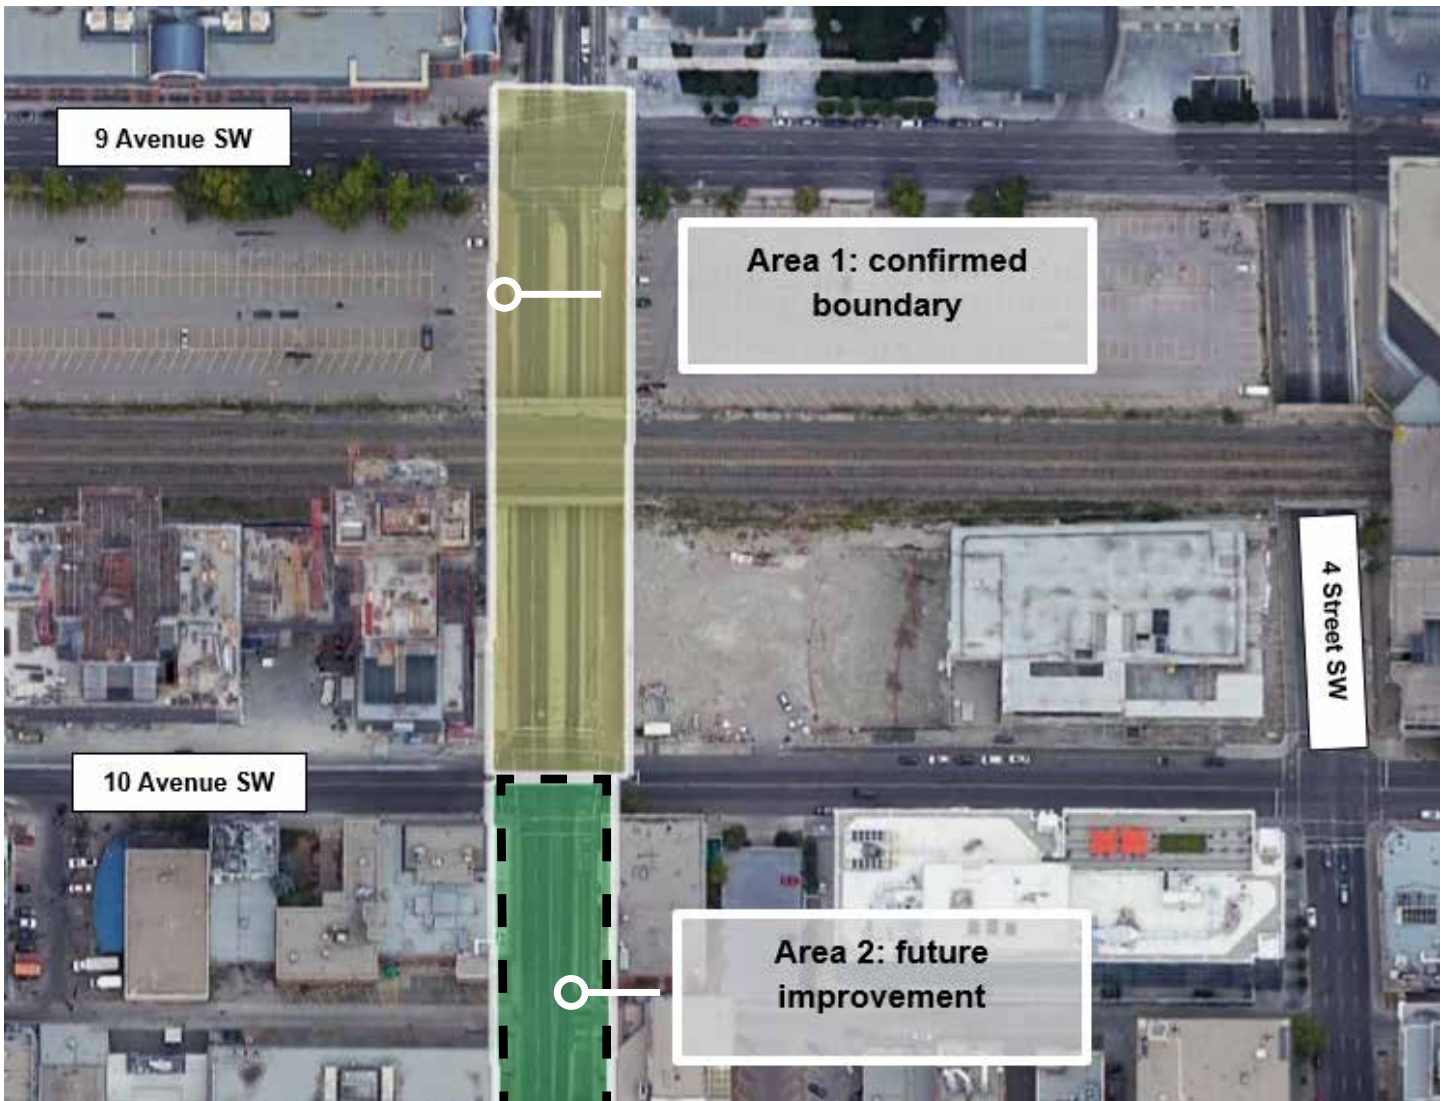 9 Avenue SW
Area 1: confirmed
boundary
4 Street SW
10 Avenue SW
Area 2: future
improvement